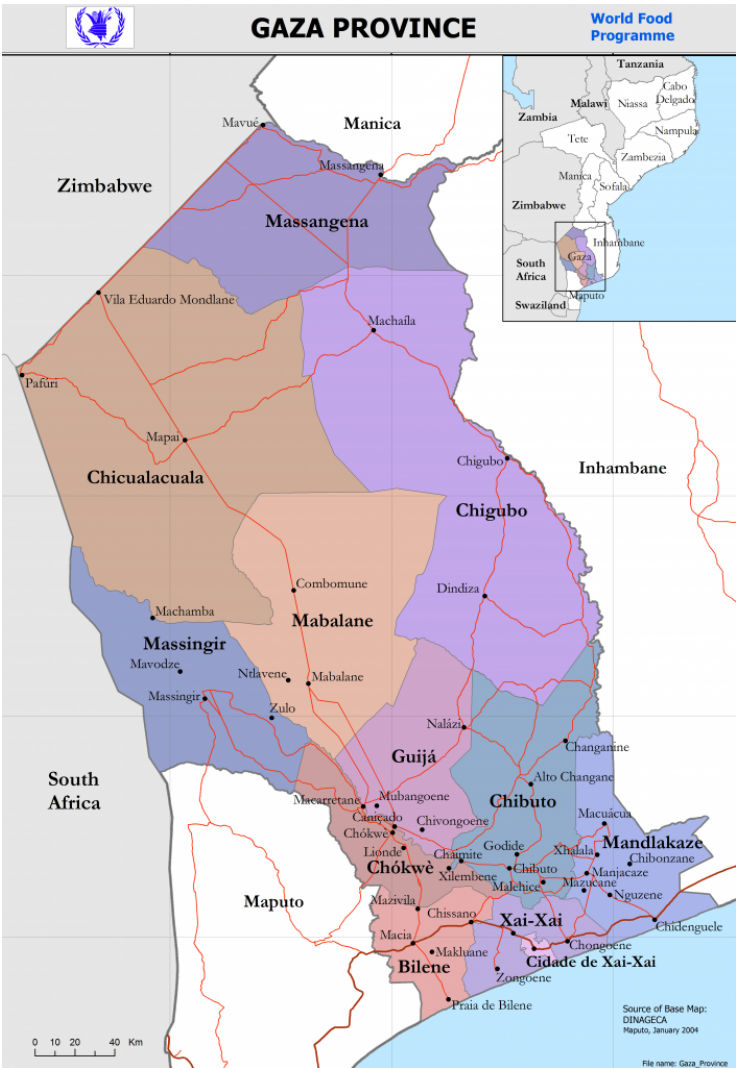 GAZA PROVINCE
World Food
Programme
Tanzania
Cabo
Delgado
Niassa
Malawi
Zambia
Nampula
Tete
Zambezia
Manica
Sofala
Zimbabwe
Inhambane
Gaza
South
Africa
Maputo
Swaziland
Mavué
Manica
Massangena
Zimbabwe
Massangena
Vila Eduardo Mondlane
Machaíla
Pafúri
Mapai
Chigubo
Inhambane
Chicualacuala
Chigubo
Combomune
Dindiza
Machamba
Mabalane
Massingir
Mavodze
Ntlavene
Mabalane
Massingir
Zulo
Nalázi
Changanine
Guijá
South
Africa
Alto Changane
Macarretane
Mubangoene
Chibuto
Caniçado
Chivongoene
Macuácua
Chókwè
Mandlakaze
Lionde
Godide
Xhalala
Chaimite
Chibonzane
Chókwè
Xilembene
Chibuto
Manjacaze
Malehice
Mazucane
Nguzene
Maputo
Mazivila
Chissano
Xai-Xai
Chidenguele
Macia
Chongoene
Makluane
Cidade de Xai-Xai
Bilene
Zongoene
Praia de Bilene
Source of Base Map:
DINAGECA
Maputo, January 2004
0 10 20 40 Km
File name: Gaza_Province